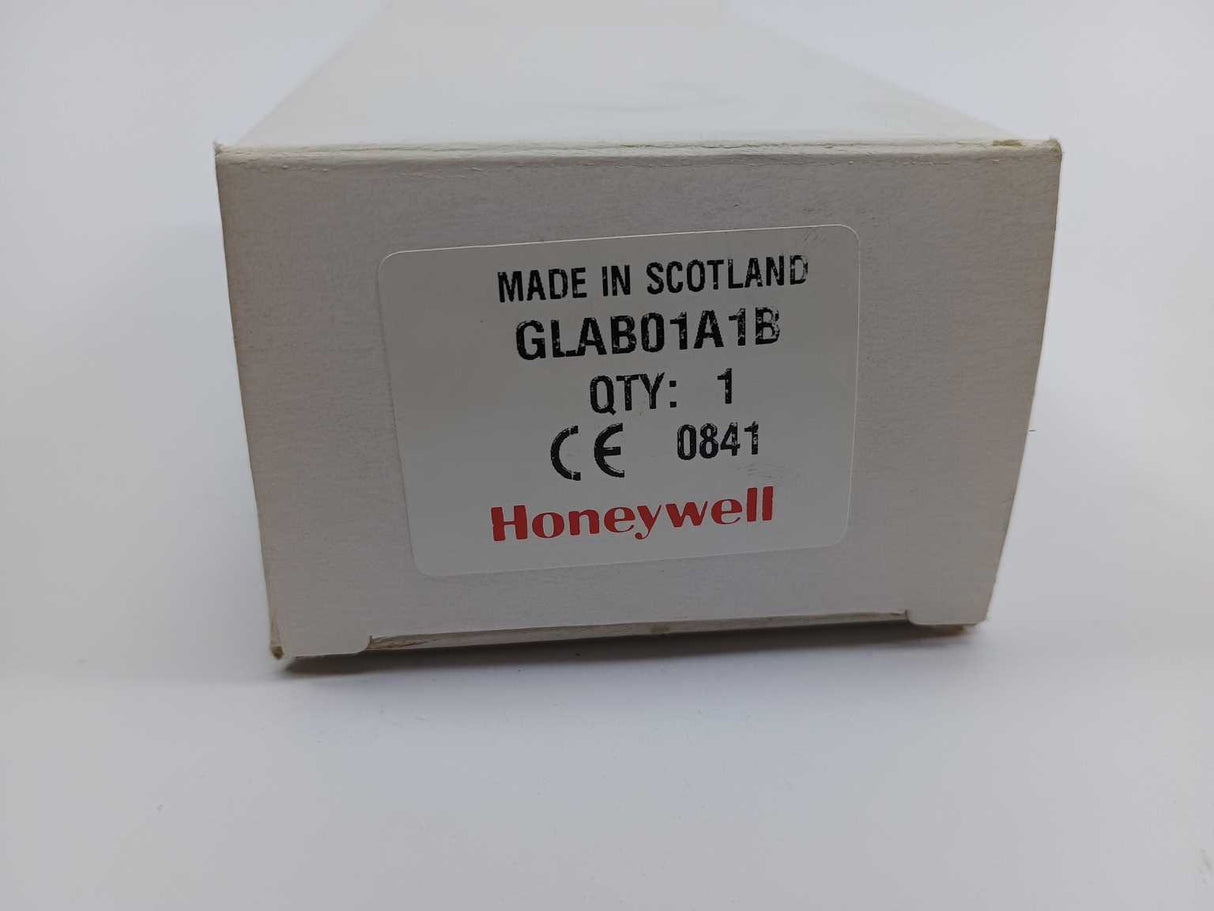 MADE IN SCOTLAND
GLAB01A1B
QTY: 1
CE 0841
Honeywell